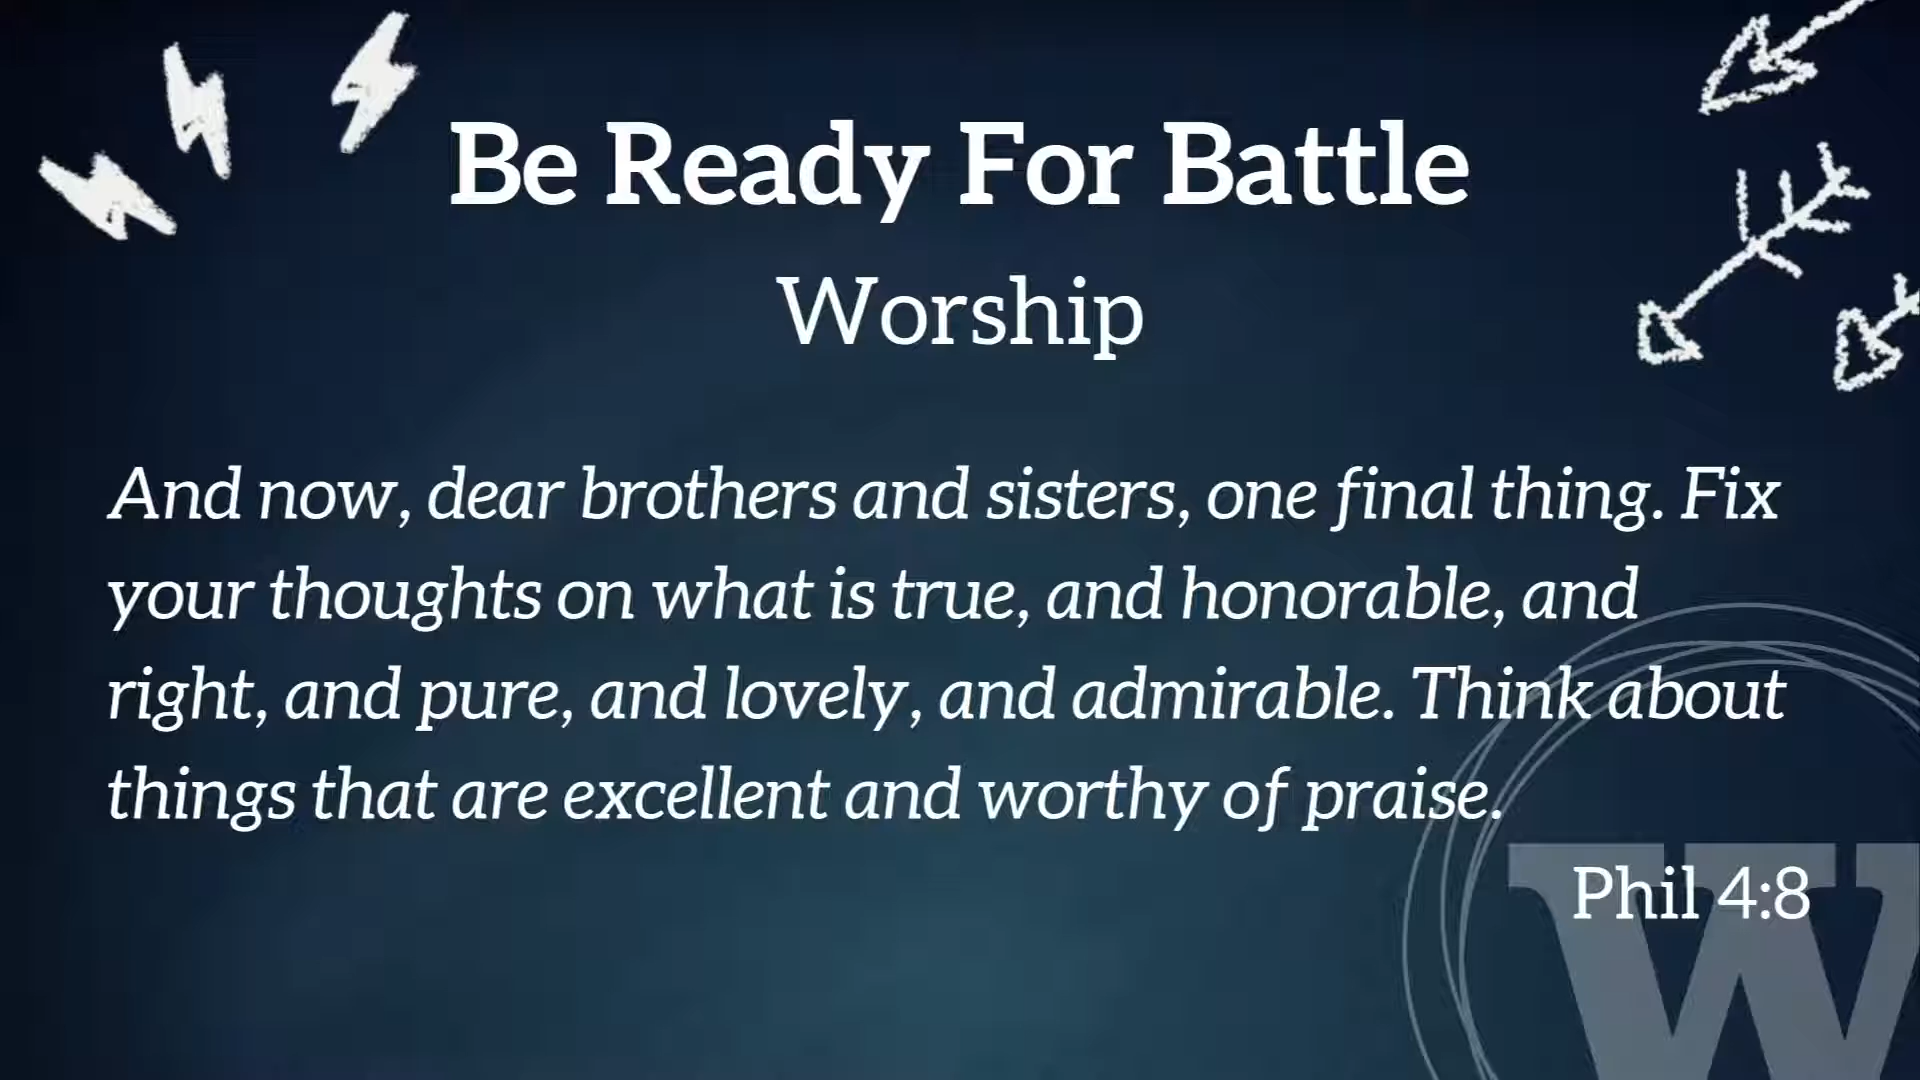 Be Ready For Battle
Worship
And now, dear brothers and sisters, one final thing. Fix
your thoughts on what is true, and honorable, and
right, and pure, and lovely, and admirable. Think about
things that are excellent and worthy of praise.
Phil 4:8
W